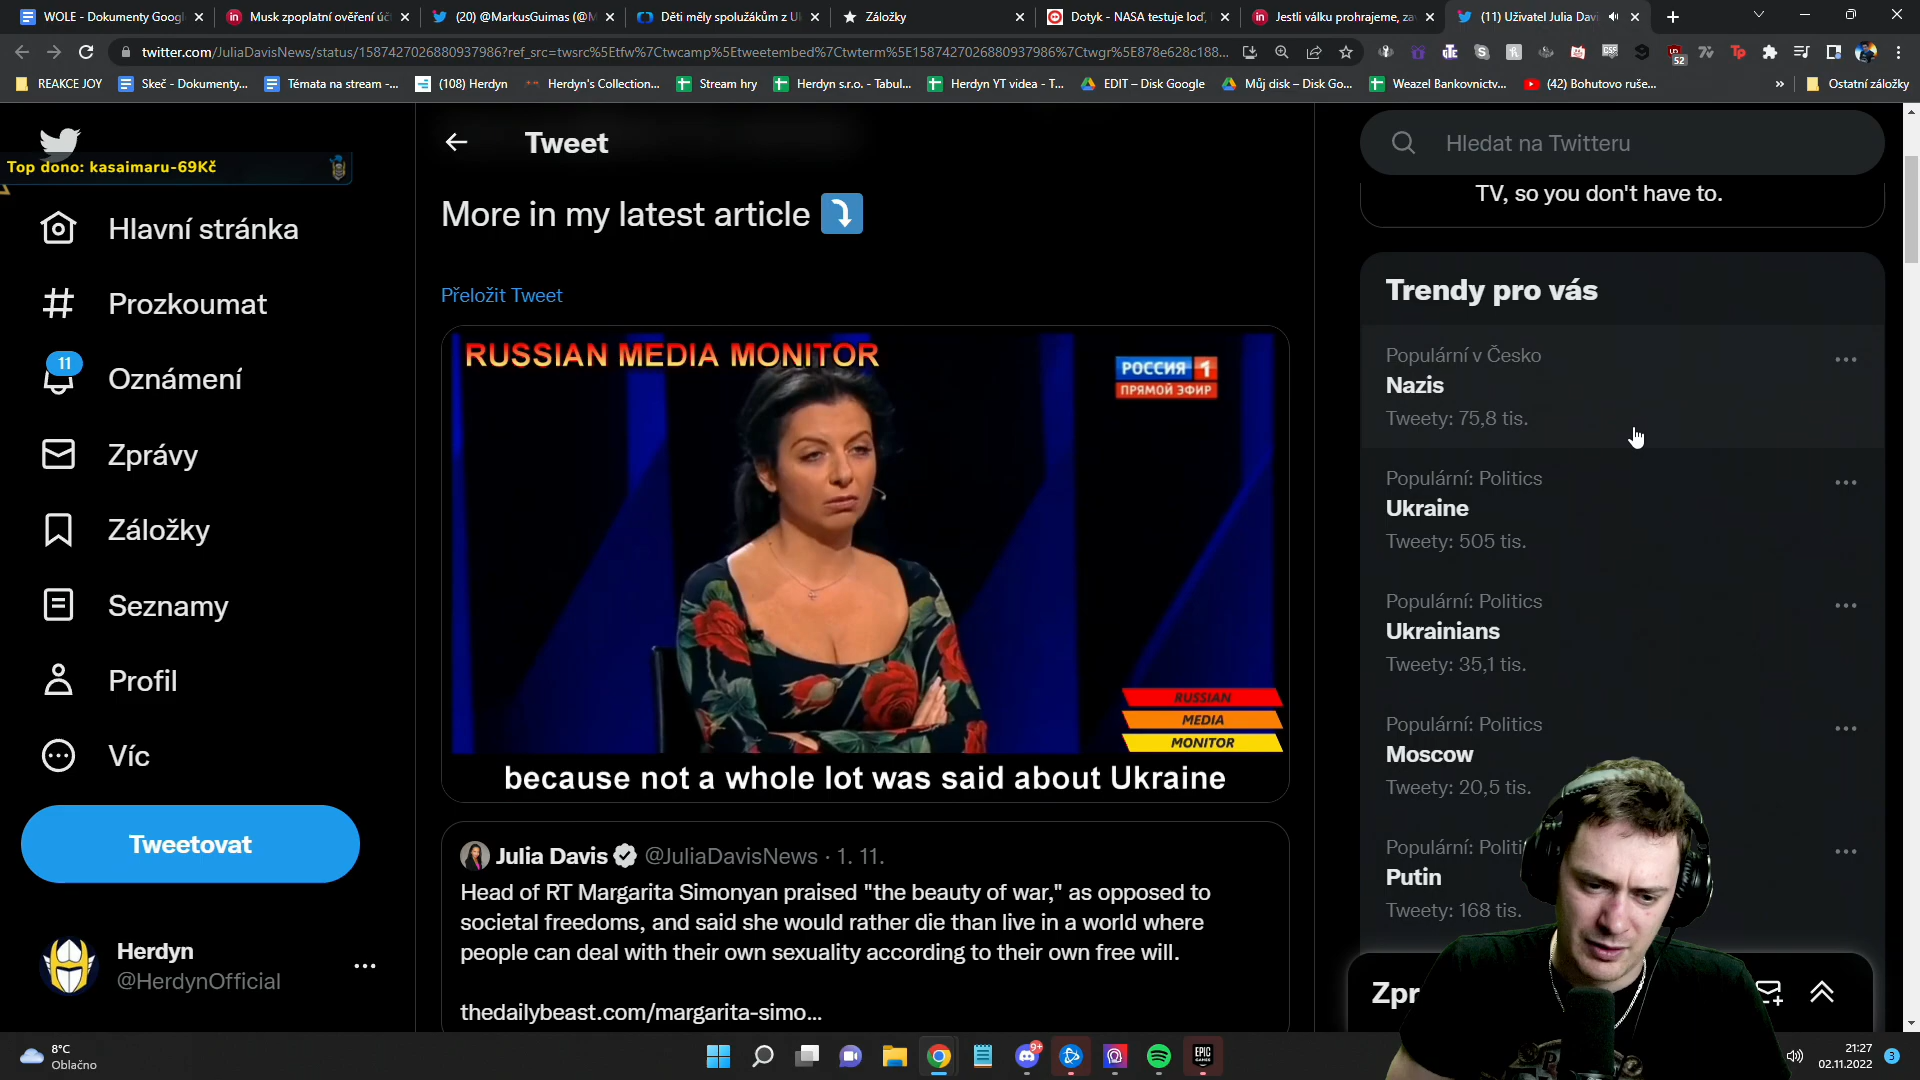 WOLE - Dokumenty Googl
Musk zpoplatní ověření úč
(20) @MarkusGuimas (@M
Děti měly spolužákům z U
Záložky
Dotyk - NASA testuje loď,
Jestli válku prohrajeme, za
(11) Uživatel Julia Dav
twitter.com/JuliaDavisNews/status/1587427026880937986?ref_src=twsrc%5Etfw%7Ctwcamp%5Etweetembed%7Ctwterm%5E1587427026880937986%7Ctwgr%5E878e628c188...
REAKCE JOY
Skeč - Dokumenty...
Témata na stream -...
(108) Herdyn
Herdyn's Collection...
Stream hry
Herdyn s.r.o. - Tabul...
Herdyn YT videa - T...
EDIT – Disk Google
Můj disk – Disk Go...
Weazel Bankovnictv...
(42) Bohutovo ruše...
»
Ostatní záložky
Top dono: kasaimaru-69Kč
Hlavní stránka
Prozkoumat
11
Oznámení
Zprávy
Záložky
Seznamy
Profil
Víc
Tweetovat
Herdyn
@HerdynOfficial
Tweet
More in my latest article
Přeložit Tweet
RUSSIAN MEDIA MONITOR
РОССИЯ 1
ПРЯМОЙ ЭФИР
RUSSIAN
MEDIA
MONITOR
because not a whole lot was said about Ukraine
Julia Davis @JuliaDavisNews · 1. 11.
Head of RT Margarita Simonyan praised "the beauty of war," as opposed to
societal freedoms, and said she would rather die than live in a world where
people can deal with their own sexuality according to their own free will.
thedailybeast.com/margarita-simo...
Hledat na Twitteru
TV, so you don't have to.
Trendy pro vás
Populární v Česko
Nazis
Tweety: 75,8 tis.
Populární: Politics
Ukraine
Tweety: 505 tis.
Populární: Politics
Ukrainians
Tweety: 35,1 tis.
Populární: Politics
Moscow
Tweety: 20,5 tis.
Populární: Politi
Putin
Tweety: 168 tis.
Zpr
8°C
Oblačno
9+
EPIC
GAMES
21:27
02.11.2022
3